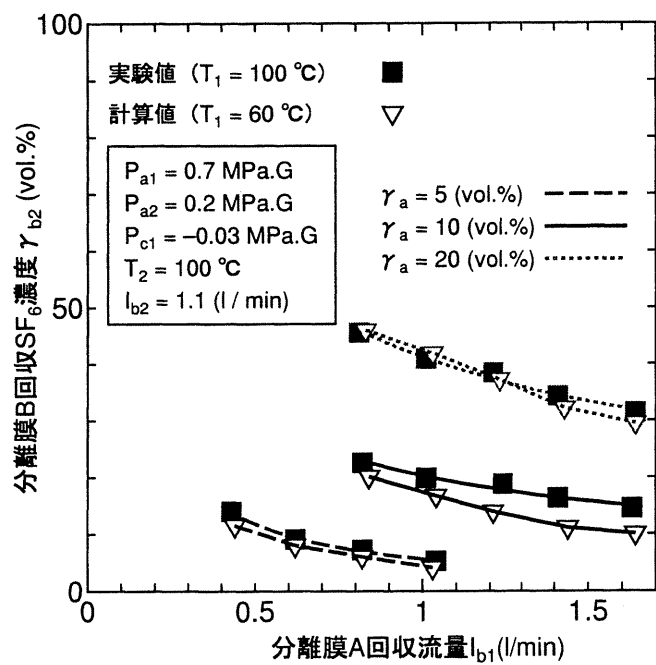 100
実験値 (T1 = 100 ℃)
計算値 (T1 = 60 ℃)
Pa1 = 0.7 MPa.G
Pa2 = 0.2 MPa.G
Pc1 = −0.03 MPa.G
T2 = 100 ℃
lb2 = 1.1 (l / min)
γa = 5 (vol.%)
γa = 10 (vol.%)
γa = 20 (vol.%)
分離膜B回収SF6濃度 γb2 (vol.%)
50
0
0 0.5 1 1.5
分離膜A回収流量lb1(l/min)